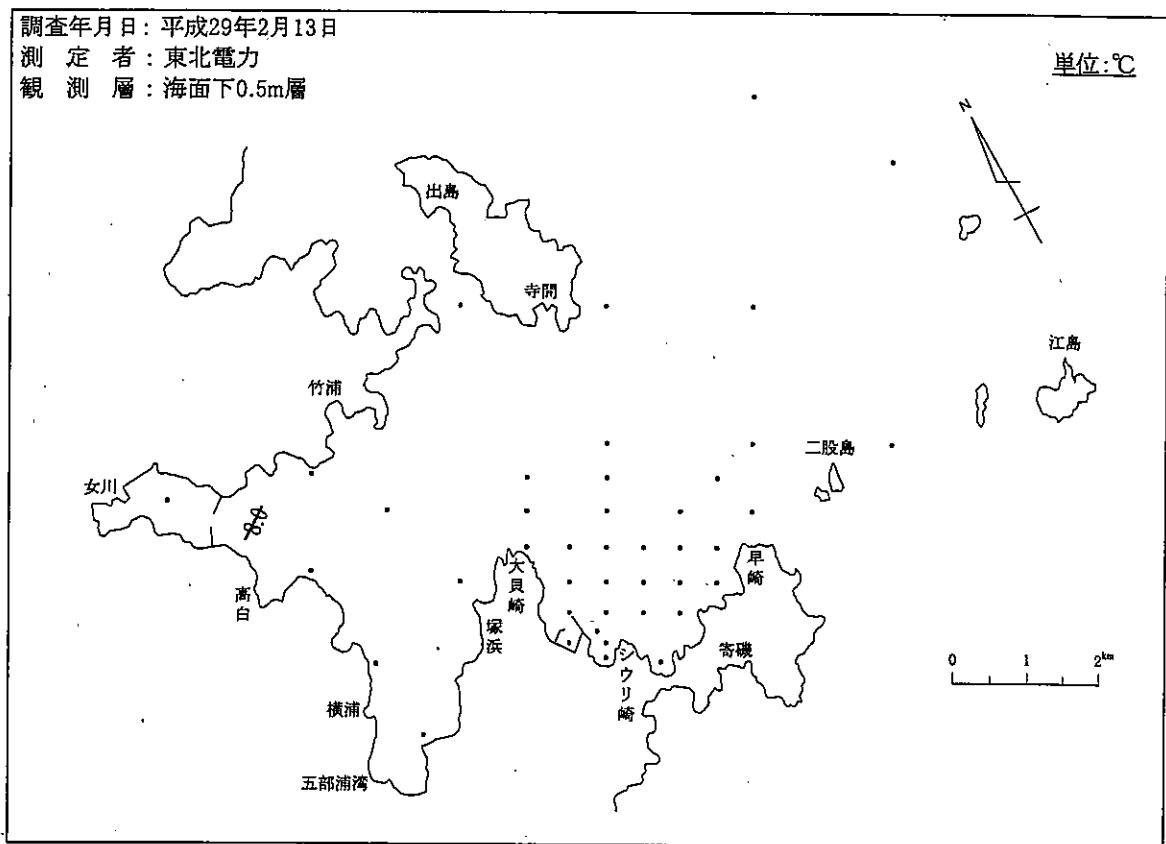 調査年月日：平成29年2月13日
測定者：東北電力
観測層：海面下0.5m層
単位：℃
N
出島
寺間
江島
竹浦
二股島
女川
大貝崎
早崎
高白
塚浜
シウリ崎
寄磯
0 1 2km
横浦
五部浦湾